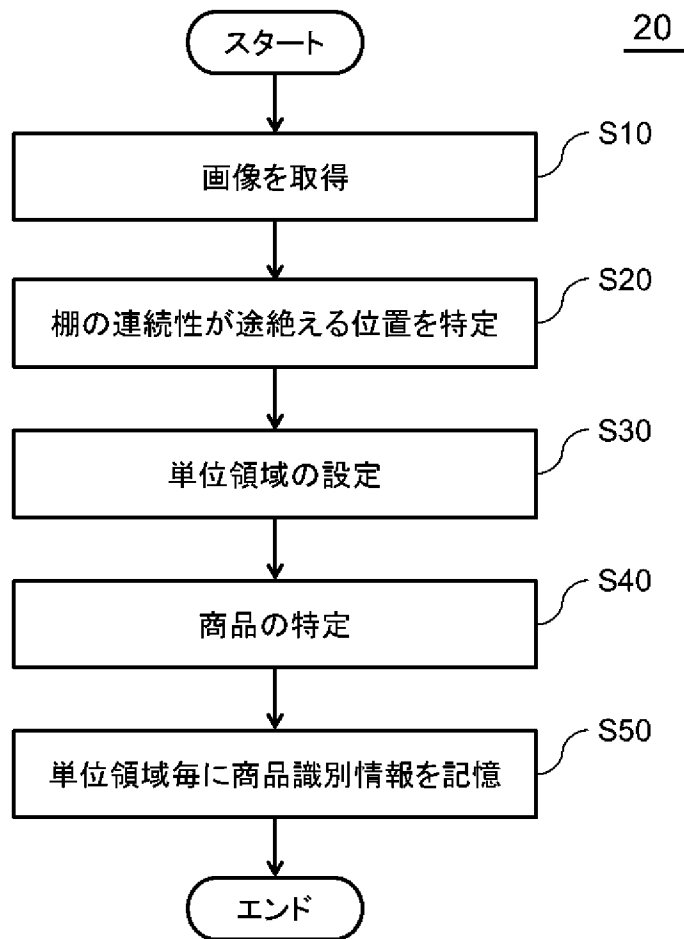 20
スタート
S10
画像を取得
S20
棚の連続性が途絶える位置を特定
S30
単位領域の設定
S40
商品の特定
S50
単位領域毎に商品識別情報を記憶
エンド